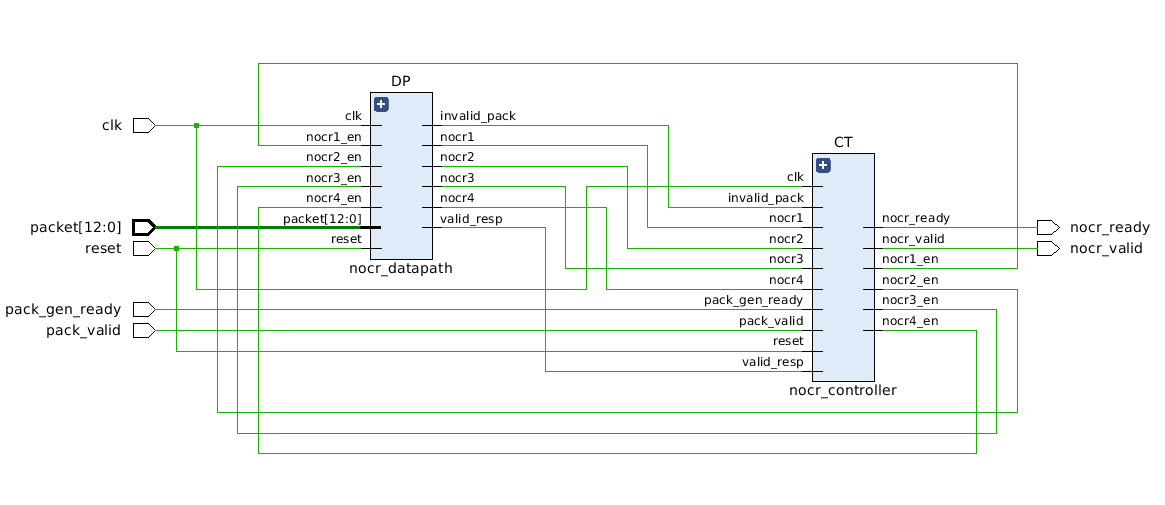 DP
clk
nocr1_en
nocr2_en
nocr3_en
nocr4_en
packet[12:0]
reset
invalid_pack
nocr1
nocr2
nocr3
nocr4
valid_resp
nocr_datapath
clk
packet[12:0]
reset
pack_gen_ready
pack_valid
CT
clk
invalid_pack
nocr1
nocr2
nocr3
nocr4
pack_gen_ready
pack_valid
reset
valid_resp
nocr_ready
nocr_valid
nocr1_en
nocr2_en
nocr3_en
nocr4_en
nocr_controller
nocr_ready
nocr_valid